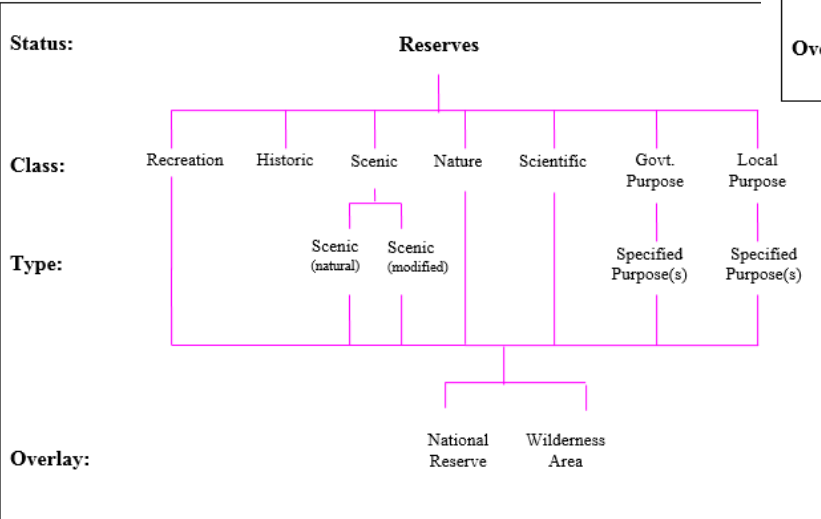 Status:
Reserves
Class:
Recreation
Historic
Scenic
Nature
Scientific
Govt.
Purpose
Local
Purpose
Type:
Scenic
(natural)
Scenic
(modified)
Specified
Purpose(s)
Specified
Purpose(s)
Overlay:
National
Reserve
Wilderness
Area